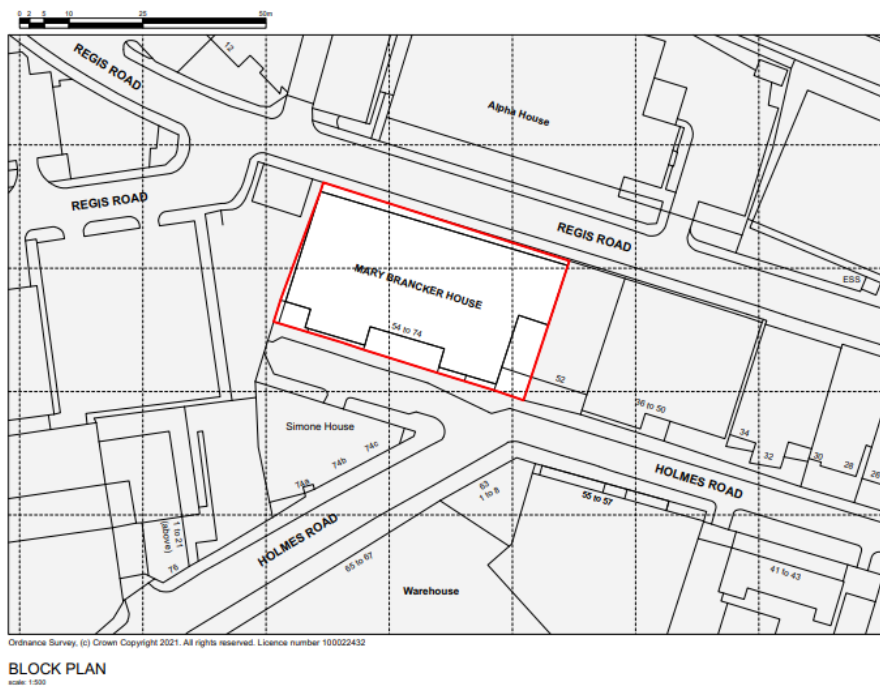 0 2 5 10 25 50m
REGIS ROAD
12
Alpha House
REGIS ROAD
REGIS ROAD
MARY BRANCKER HOUSE
ESS
54 to 74
52
36 to 50
Simone House
34
32
30
28
26
74c
74b
74a
HOLMES ROAD
63
1 to 8
55 to 57
HOLMES ROAD
1 to 21
(above)
76
65 to 67
Warehouse
41 to 43
Ordnance Survey, (c) Crown Copyright 2021. All rights reserved. Licence number 100022432
BLOCK PLAN
scale: 1:500